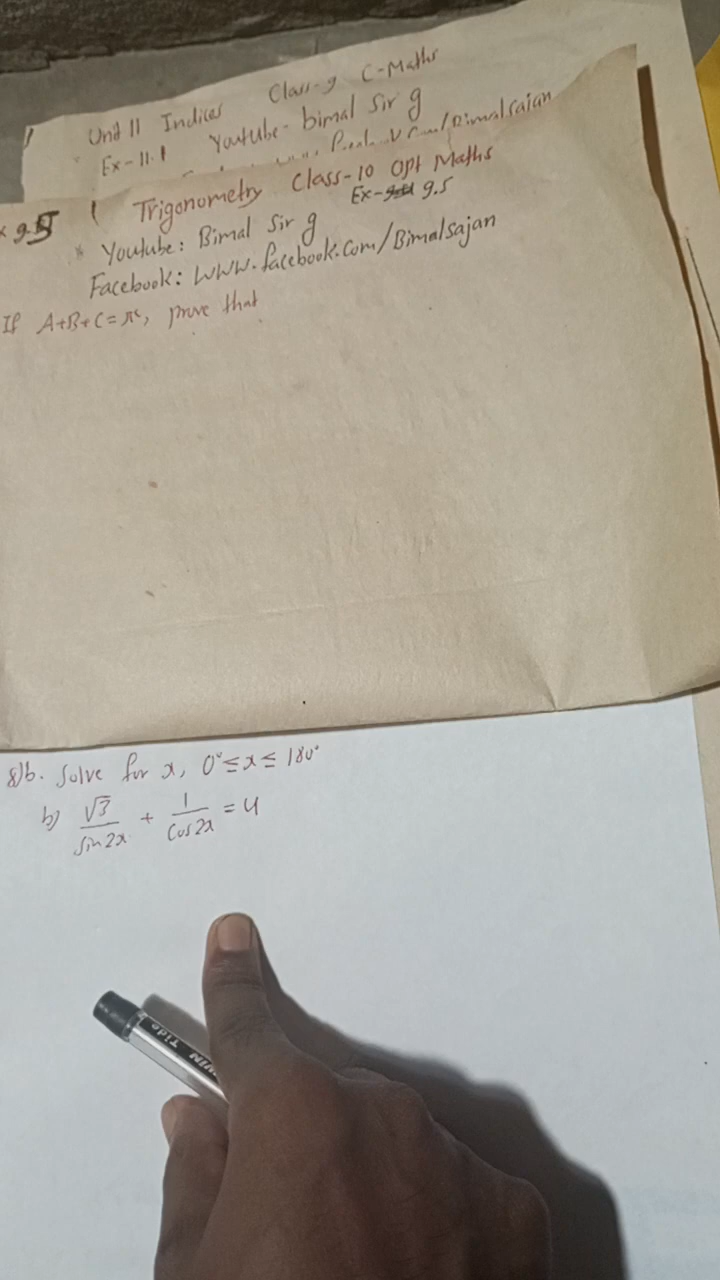 Unit 11 Indices Class-9 C-Maths
Ex-11.1 Youtube- bimal Sir g
Trigonometry Class-10 Opt Maths
Ex- 9.5
Youtube: Bimal Sir g
Facebook: www.facebook.com/Bimalsajan
If A+B+C=πᶜ, prove that
8)b. Solve for x, 0°≤x≤180°
b) √3/Sin2x + 1/Cos2x = 4
Tide